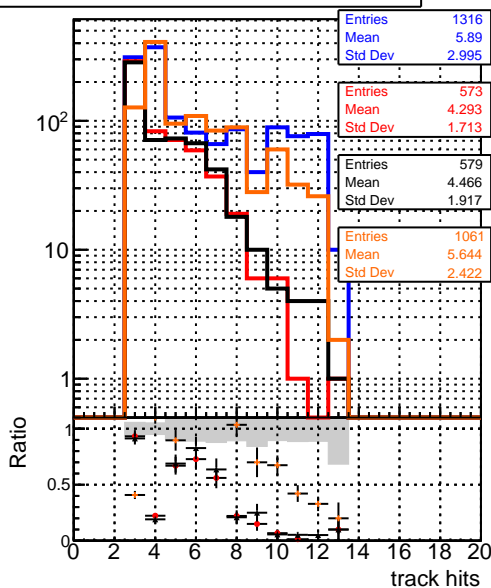 Entries 1316
Mean 5.89
Std Dev 2.995
Entries 573
Mean 4.293
Std Dev 1.713
Entries 579
Mean 4.466
Std Dev 1.917
Entries 1061
Mean 5.644
Std Dev 2.422
10²
10
1
Ratio
1
0.5
0
0 2 4 6 8 10 12 14 16 18 20
track hits